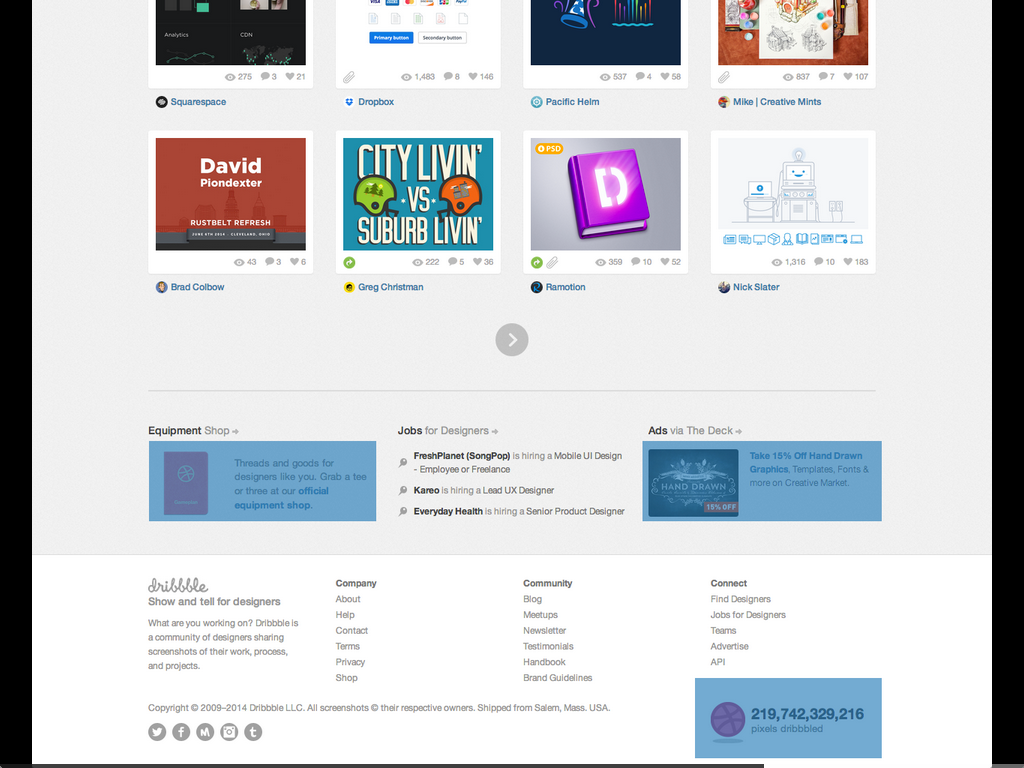 Analytics
CDN
Primary button
Secondary button
275 3 21
1,483 8 146
537 4 58
837 7 107
Squarespace
Dropbox
Pacific Helm
Mike | Creative Mints
David
Piondexter
RUSTBELT REFRESH
JUNE 6TH 2014 - CLEVELAND, OHIO
CITY LIVIN'
VS
SUBURB LIVIN'
PSD
D
43 3 6
222 5 36
359 10 52
1,316 10 183
Brad Colbow
Greg Christman
Ramotion
Nick Slater
Equipment Shop
Threads and goods for
designers like you. Grab a tee
or three at our official
equipment shop.
Jobs for Designers
FreshPlanet (SongPop) is hiring a Mobile UI Design
- Employee or Freelance
Kareo is hiring a Lead UX Designer
Everyday Health is hiring a Senior Product Designer
Ads via The Deck
HAND DRAWN
15% OFF
Take 15% Off Hand Drawn
Graphics, Templates, Fonts &
more on Creative Market.
dribbble
Show and tell for designers
What are you working on? Dribbble is
a community of designers sharing
screenshots of their work, process,
and projects.
Company
About
Help
Contact
Terms
Privacy
Shop
Community
Blog
Meetups
Newsletter
Testimonials
Handbook
Brand Guidelines
Connect
Find Designers
Jobs for Designers
Teams
Advertise
API
Copyright © 2009–2014 Dribbble LLC. All screenshots © their respective owners. Shipped from Salem, Mass. USA.
219,742,329,216
pixels dribbbled